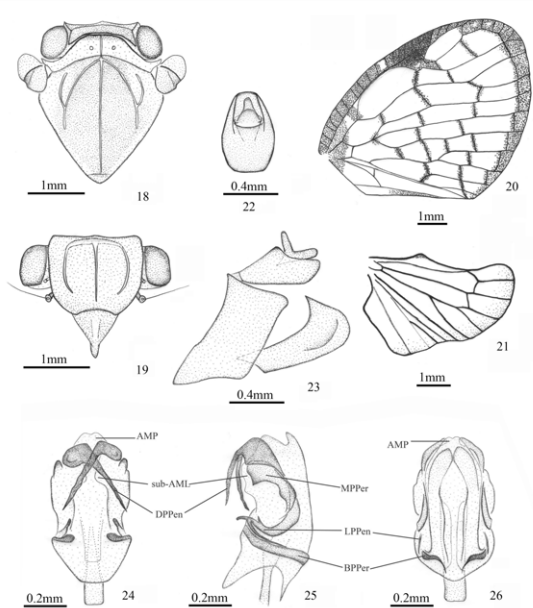 1mm
18
0.4mm
22
1mm
20
1mm
19
0.4mm
23
1mm
21
AMP
sub-AML
DPPen
MPPer
LPPen
BPPer
AMP
0.2mm
24
0.2mm
25
0.2mm
26